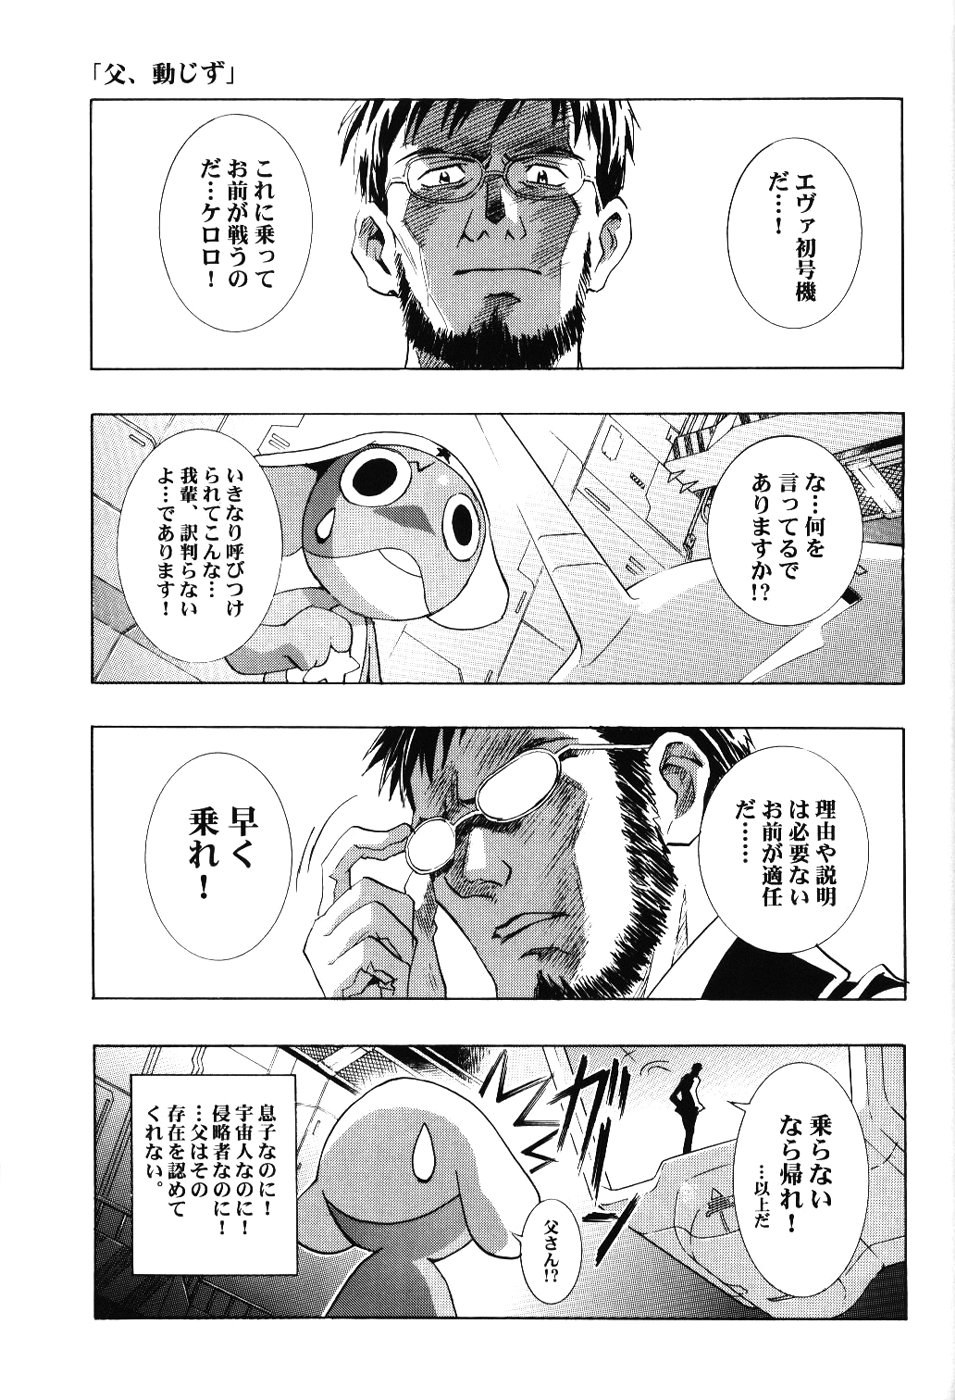 「父、動じず」
エヴァ初号機
だ…！
これに乗って
お前が戦うの
だ…ケロロ！
な…何を
言ってるで
ありますか!?
いきなり呼びつけ
られてこんな…
我輩、訳判らない
よ…であります！
理由や説明
は必要ない
お前が適任
だ……
早く
乗れ！
乗らない
なら帰れ！
…以上だ
ガーン
父さん!?
息子なのに！
宇宙人なのに！
侵略者なのに！
…父はその
存在を認めて
くれない。